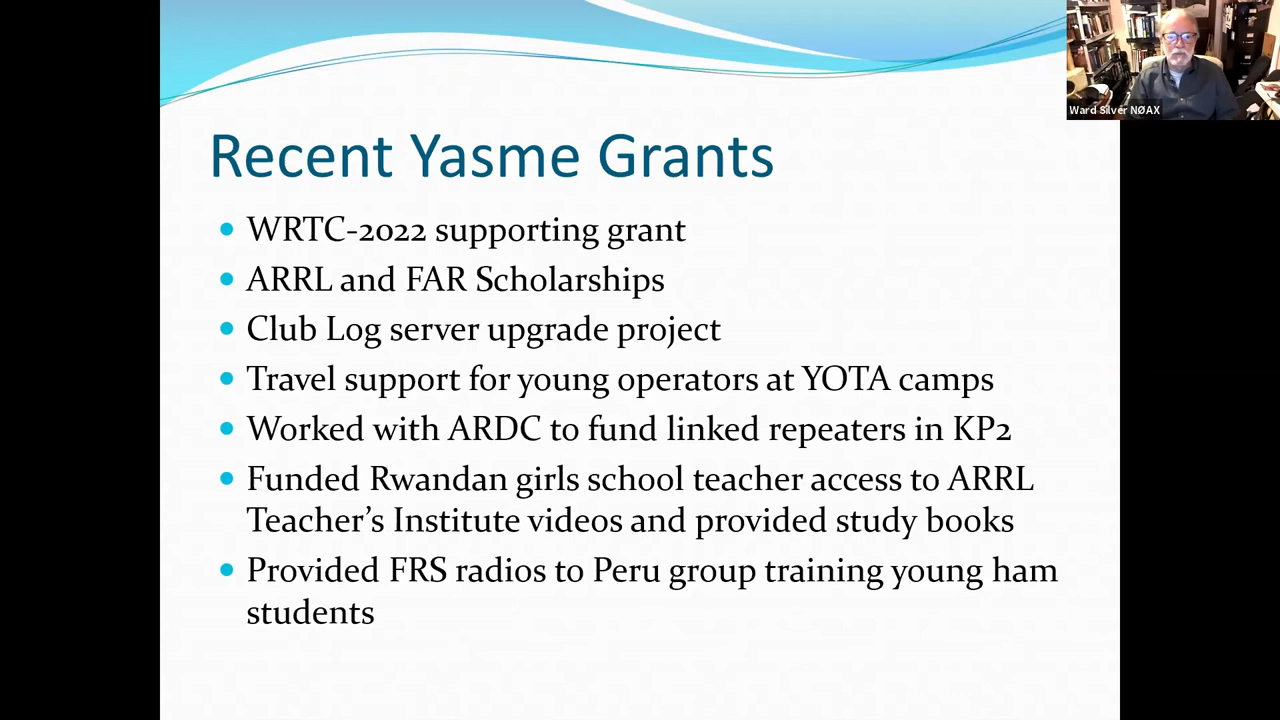 Ward Silver NØAX
Recent Yasme Grants
• WRTC-2022 supporting grant
• ARRL and FAR Scholarships
• Club Log server upgrade project
• Travel support for young operators at YOTA camps
• Worked with ARDC to fund linked repeaters in KP2
• Funded Rwandan girls school teacher access to ARRL
Teacher’s Institute videos and provided study books
• Provided FRS radios to Peru group training young ham
students